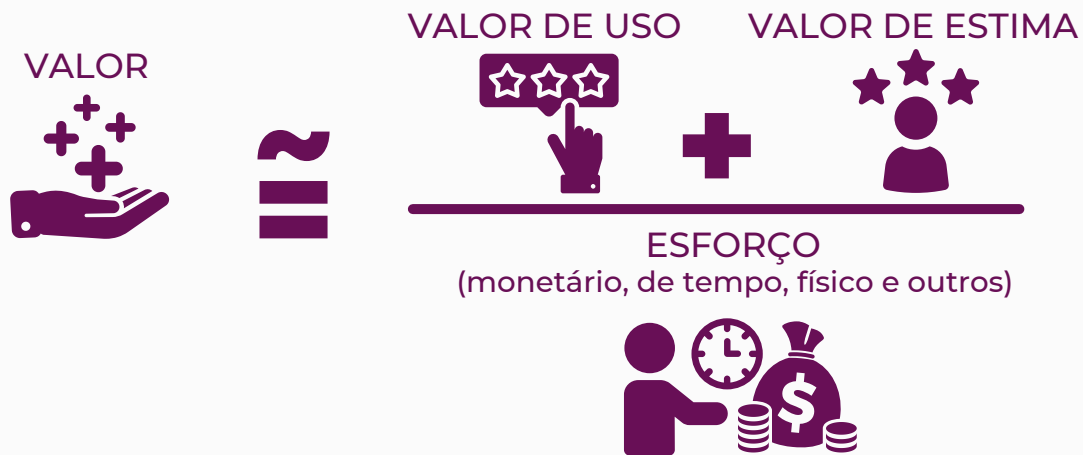 VALOR DE USO
VALOR DE ESTIMA
VALOR
ESFORÇO
(monetário, de tempo, físico e outros)
$